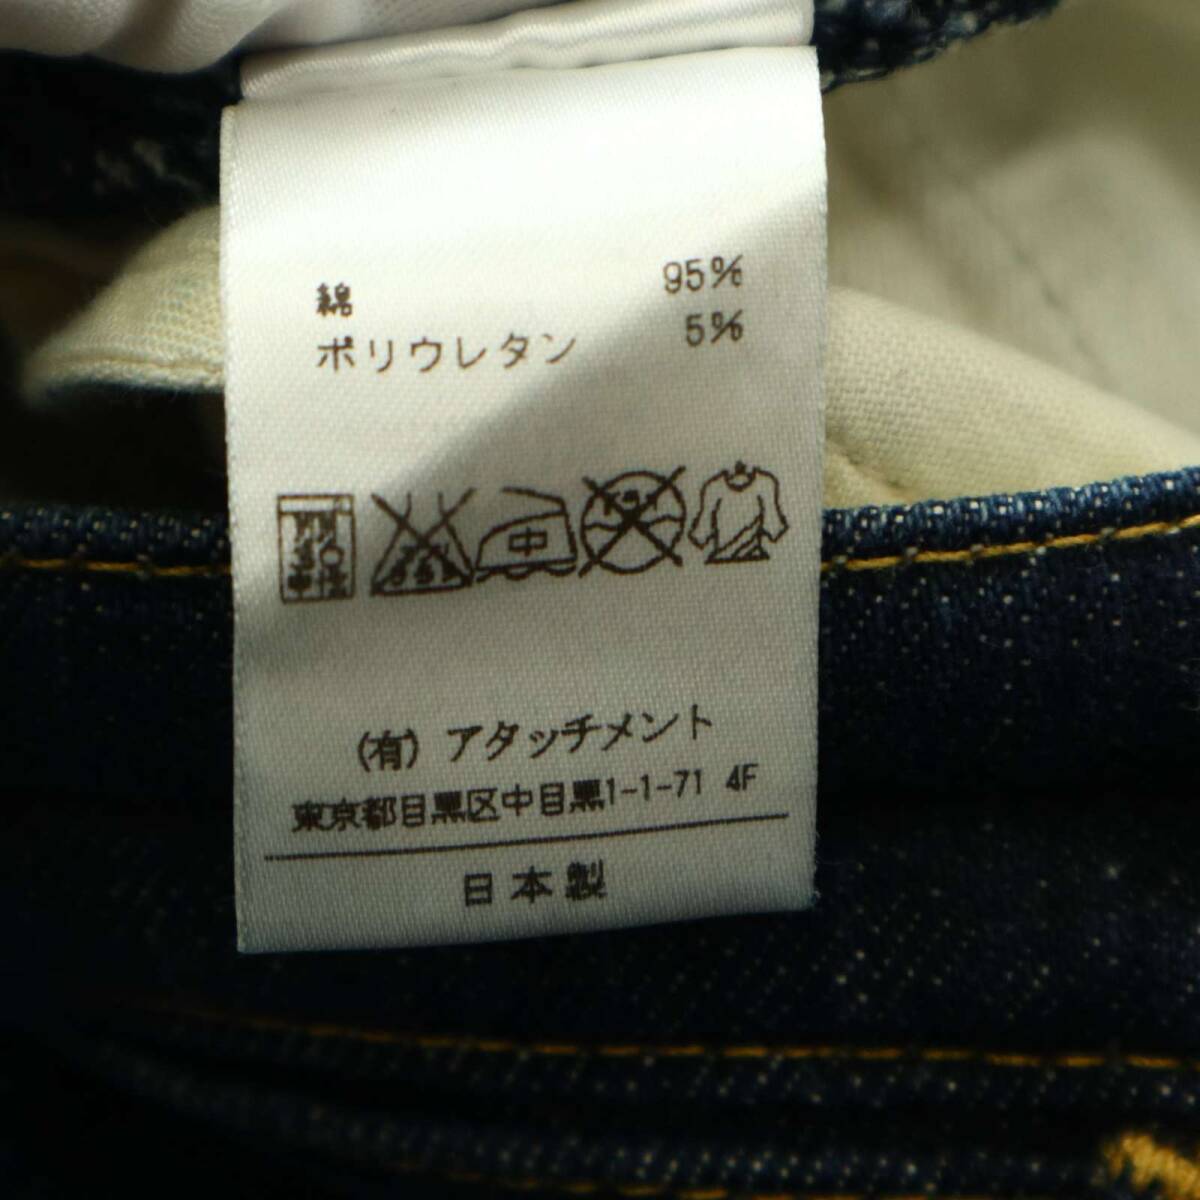 綿 95%
ポリウレタン 5%
中
(有) アタッチメント
東京都目黒区中目黒1-1-71 4F
日本製